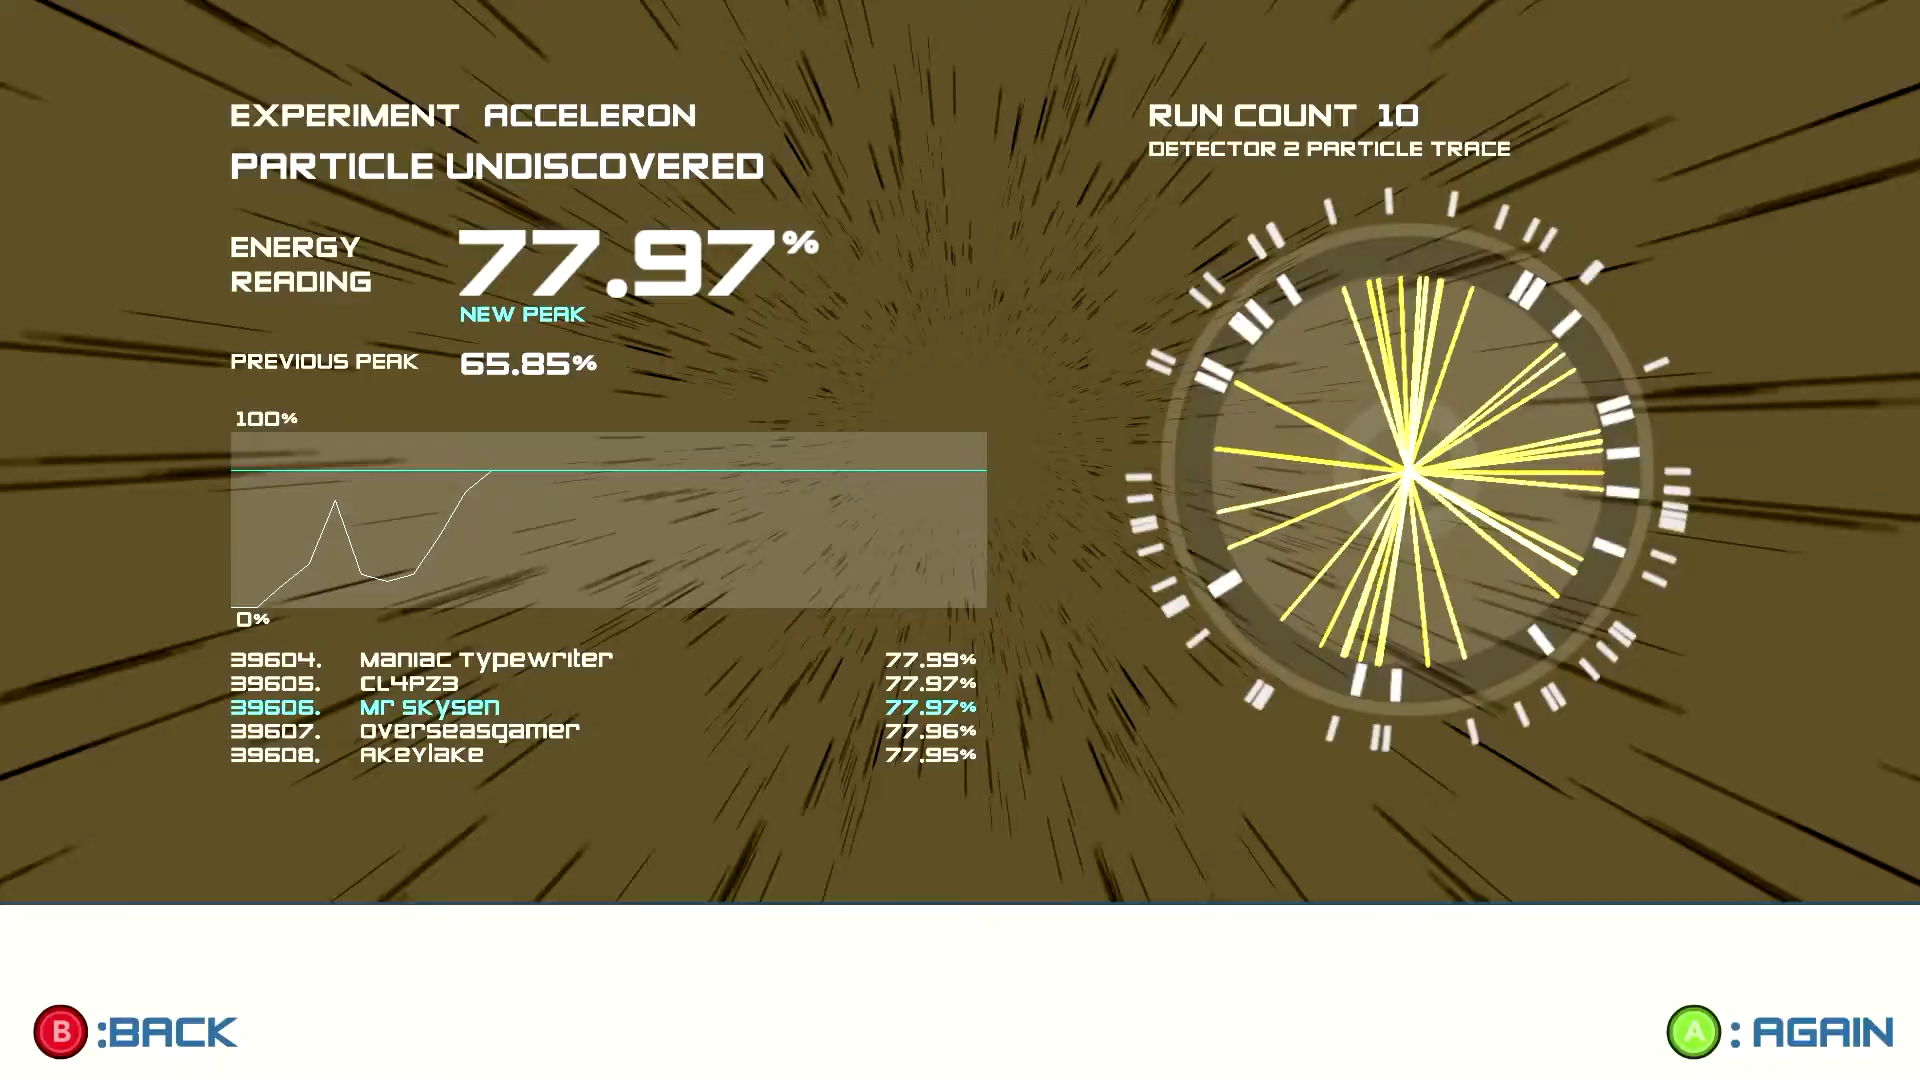 EXPERIMENT ACCELERON
PARTICLE UNDISCOVERED
ENERGY READING 77.97%
NEW PEAK
PREVIOUS PEAK 65.85%
100%
0%
39604. Maniac Typewriter 77.99%
39605. CL4PZ3 77.97%
39606. Mr Skysen 77.97%
39607. overseasgamer 77.96%
39608. AKeylake 77.95%
RUN COUNT 10
DETECTOR 2 PARTICLE TRACE
B :BACK
A : AGAIN